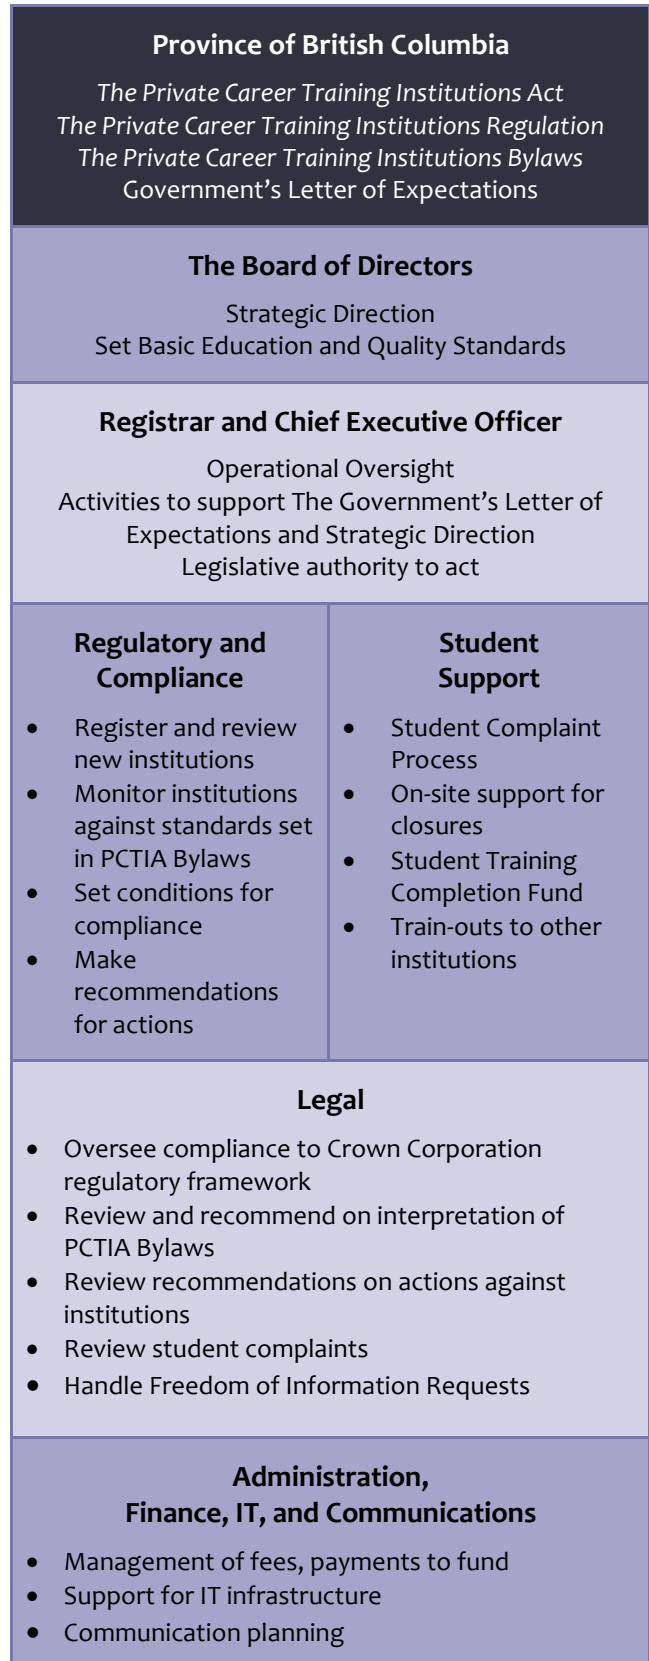 Province of British Columbia
The Private Career Training Institutions Act
The Private Career Training Institutions Regulation
The Private Career Training Institutions Bylaws
Government's Letter of Expectations
The Board of Directors
Strategic Direction
Set Basic Education and Quality Standards
Registrar and Chief Executive Officer
Operational Oversight
Activities to support The Government's Letter of
Expectations and Strategic Direction
Legislative authority to act
Regulatory and
Compliance
• Register and review
new institutions
• Monitor institutions
against standards set
in PCTIA Bylaws
• Set conditions for
compliance
• Make
recommendations
for actions
Student
Support
• Student Complaint
Process
• On-site support for
closures
• Student Training
Completion Fund
• Train-outs to other
institutions
Legal
• Oversee compliance to Crown Corporation
regulatory framework
• Review and recommend on interpretation of
PCTIA Bylaws
• Review recommendations on actions against
institutions
• Review student complaints
• Handle Freedom of Information Requests
Administration,
Finance, IT, and Communications
• Management of fees, payments to fund
• Support for IT infrastructure
• Communication planning